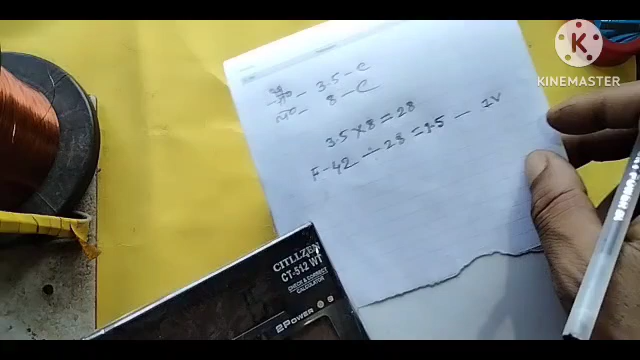 3.5 - C
8 - C
3.5 × 8 = 28
F - 42 ÷ 28 = 1.5 - 1V
CITLLZEN
CT-512 WT
CHECK & CORRECT
CALCULATOR
2POWER
K
KINEMASTER